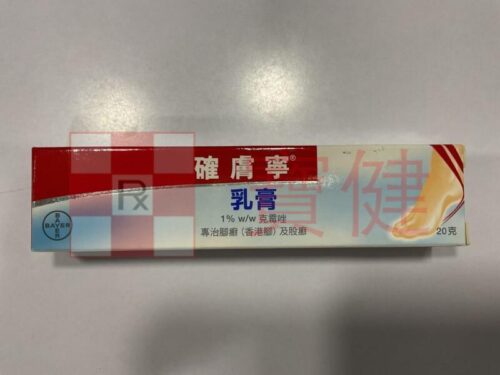 確膚寧®
乳膏
1% w/w 克霉唑
專治腳癬 (香港腳) 及股癬
20克
BAYER
BAYER
Rx
寶健